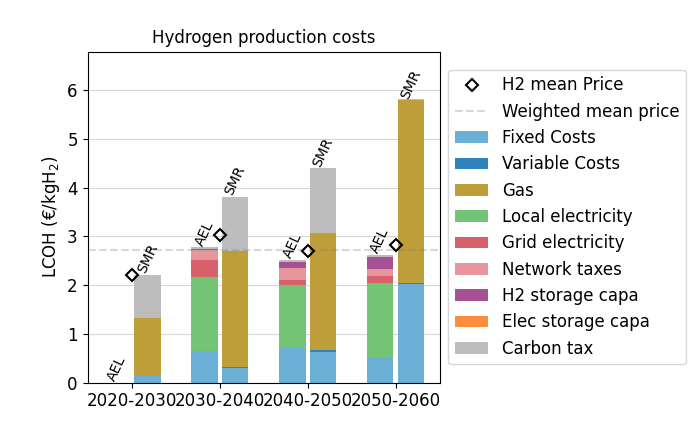 Hydrogen production costs
LCOH (€/kgH₂)
6
5
4
3
2
1
0
AEL
SMR
AEL
SMR
AEL
SMR
AEL
SMR
2020-2030
2030-2040
2040-2050
2050-2060
H2 mean Price
Weighted mean price
Fixed Costs
Variable Costs
Gas
Local electricity
Grid electricity
Network taxes
H2 storage capa
Elec storage capa
Carbon tax